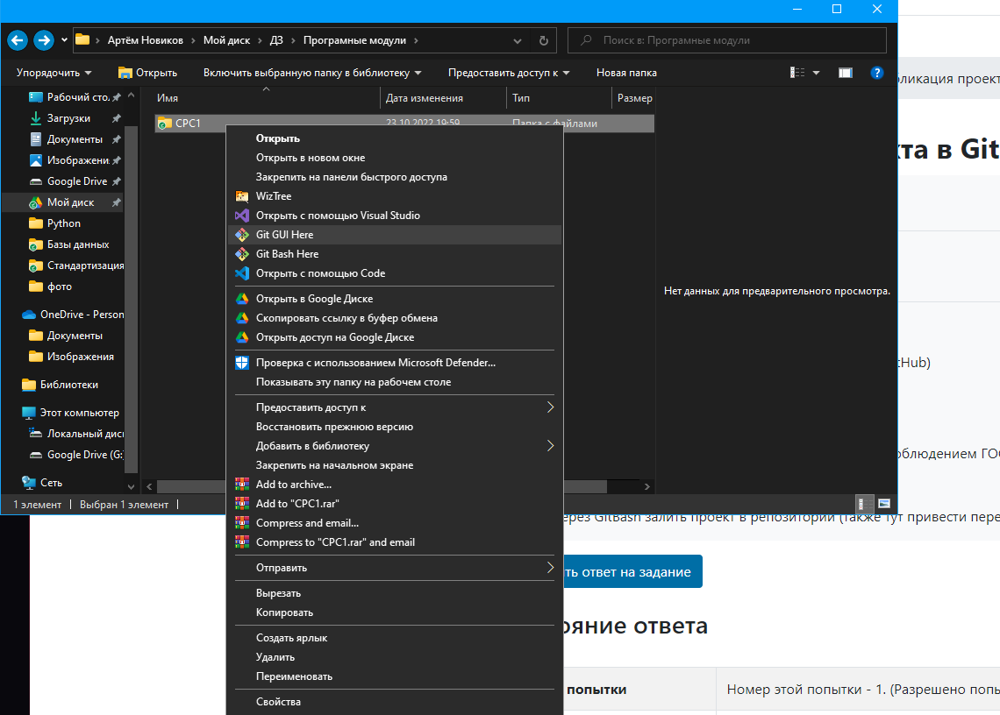 Артём Новиков
Мой диск
ДЗ
Програмные модули
Поиск в: Програмные модули
Упорядочить
Открыть
Включить выбранную папку в библиотеку
Предоставить доступ к
Новая папка
Рабочий сто.
Загрузки
Документы
Изображени
Google Drive
Мой диск
Python
Базы данных
Стандартизация
фото
OneDrive - Person
Документы
Изображения
Библиотеки
Этот компьютер
Локальный дис
Google Drive (G:
Сеть
Имя
Дата изменения
Тип
Размер
СРС1
23.10.2022 19:59
Папка с файлами
Открыть
Открыть в новом окне
Закрепить на панели быстрого доступа
WizTree
Открыть с помощью Visual Studio
Git GUI Here
Git Bash Here
Открыть с помощью Code
Открыть в Google Диске
Скопировать ссылку в буфер обмена
Открыть доступ на Google Диске
Проверка с использованием Microsoft Defender...
Показывать эту папку на рабочем столе
Предоставить доступ к
Восстановить прежнюю версию
Добавить в библиотеку
Закрепить на начальном экране
Add to archive...
Add to "СРС1.rar"
Compress and email...
Compress to "СРС1.rar" and email
Отправить
Вырезать
Копировать
Создать ярлык
Удалить
Переименовать
Свойства
Нет данных для предварительного просмотра.
1 элемент
Выбран 1 элемент
бликация проект
кта в Git
tHub)
облюдением ГОС
ерез GitBash залить проект в репозиторий (также тут привести пере
ть ответ на задание
ояние ответа
попытки
Номер этой попытки - 1. (Разрешено попы